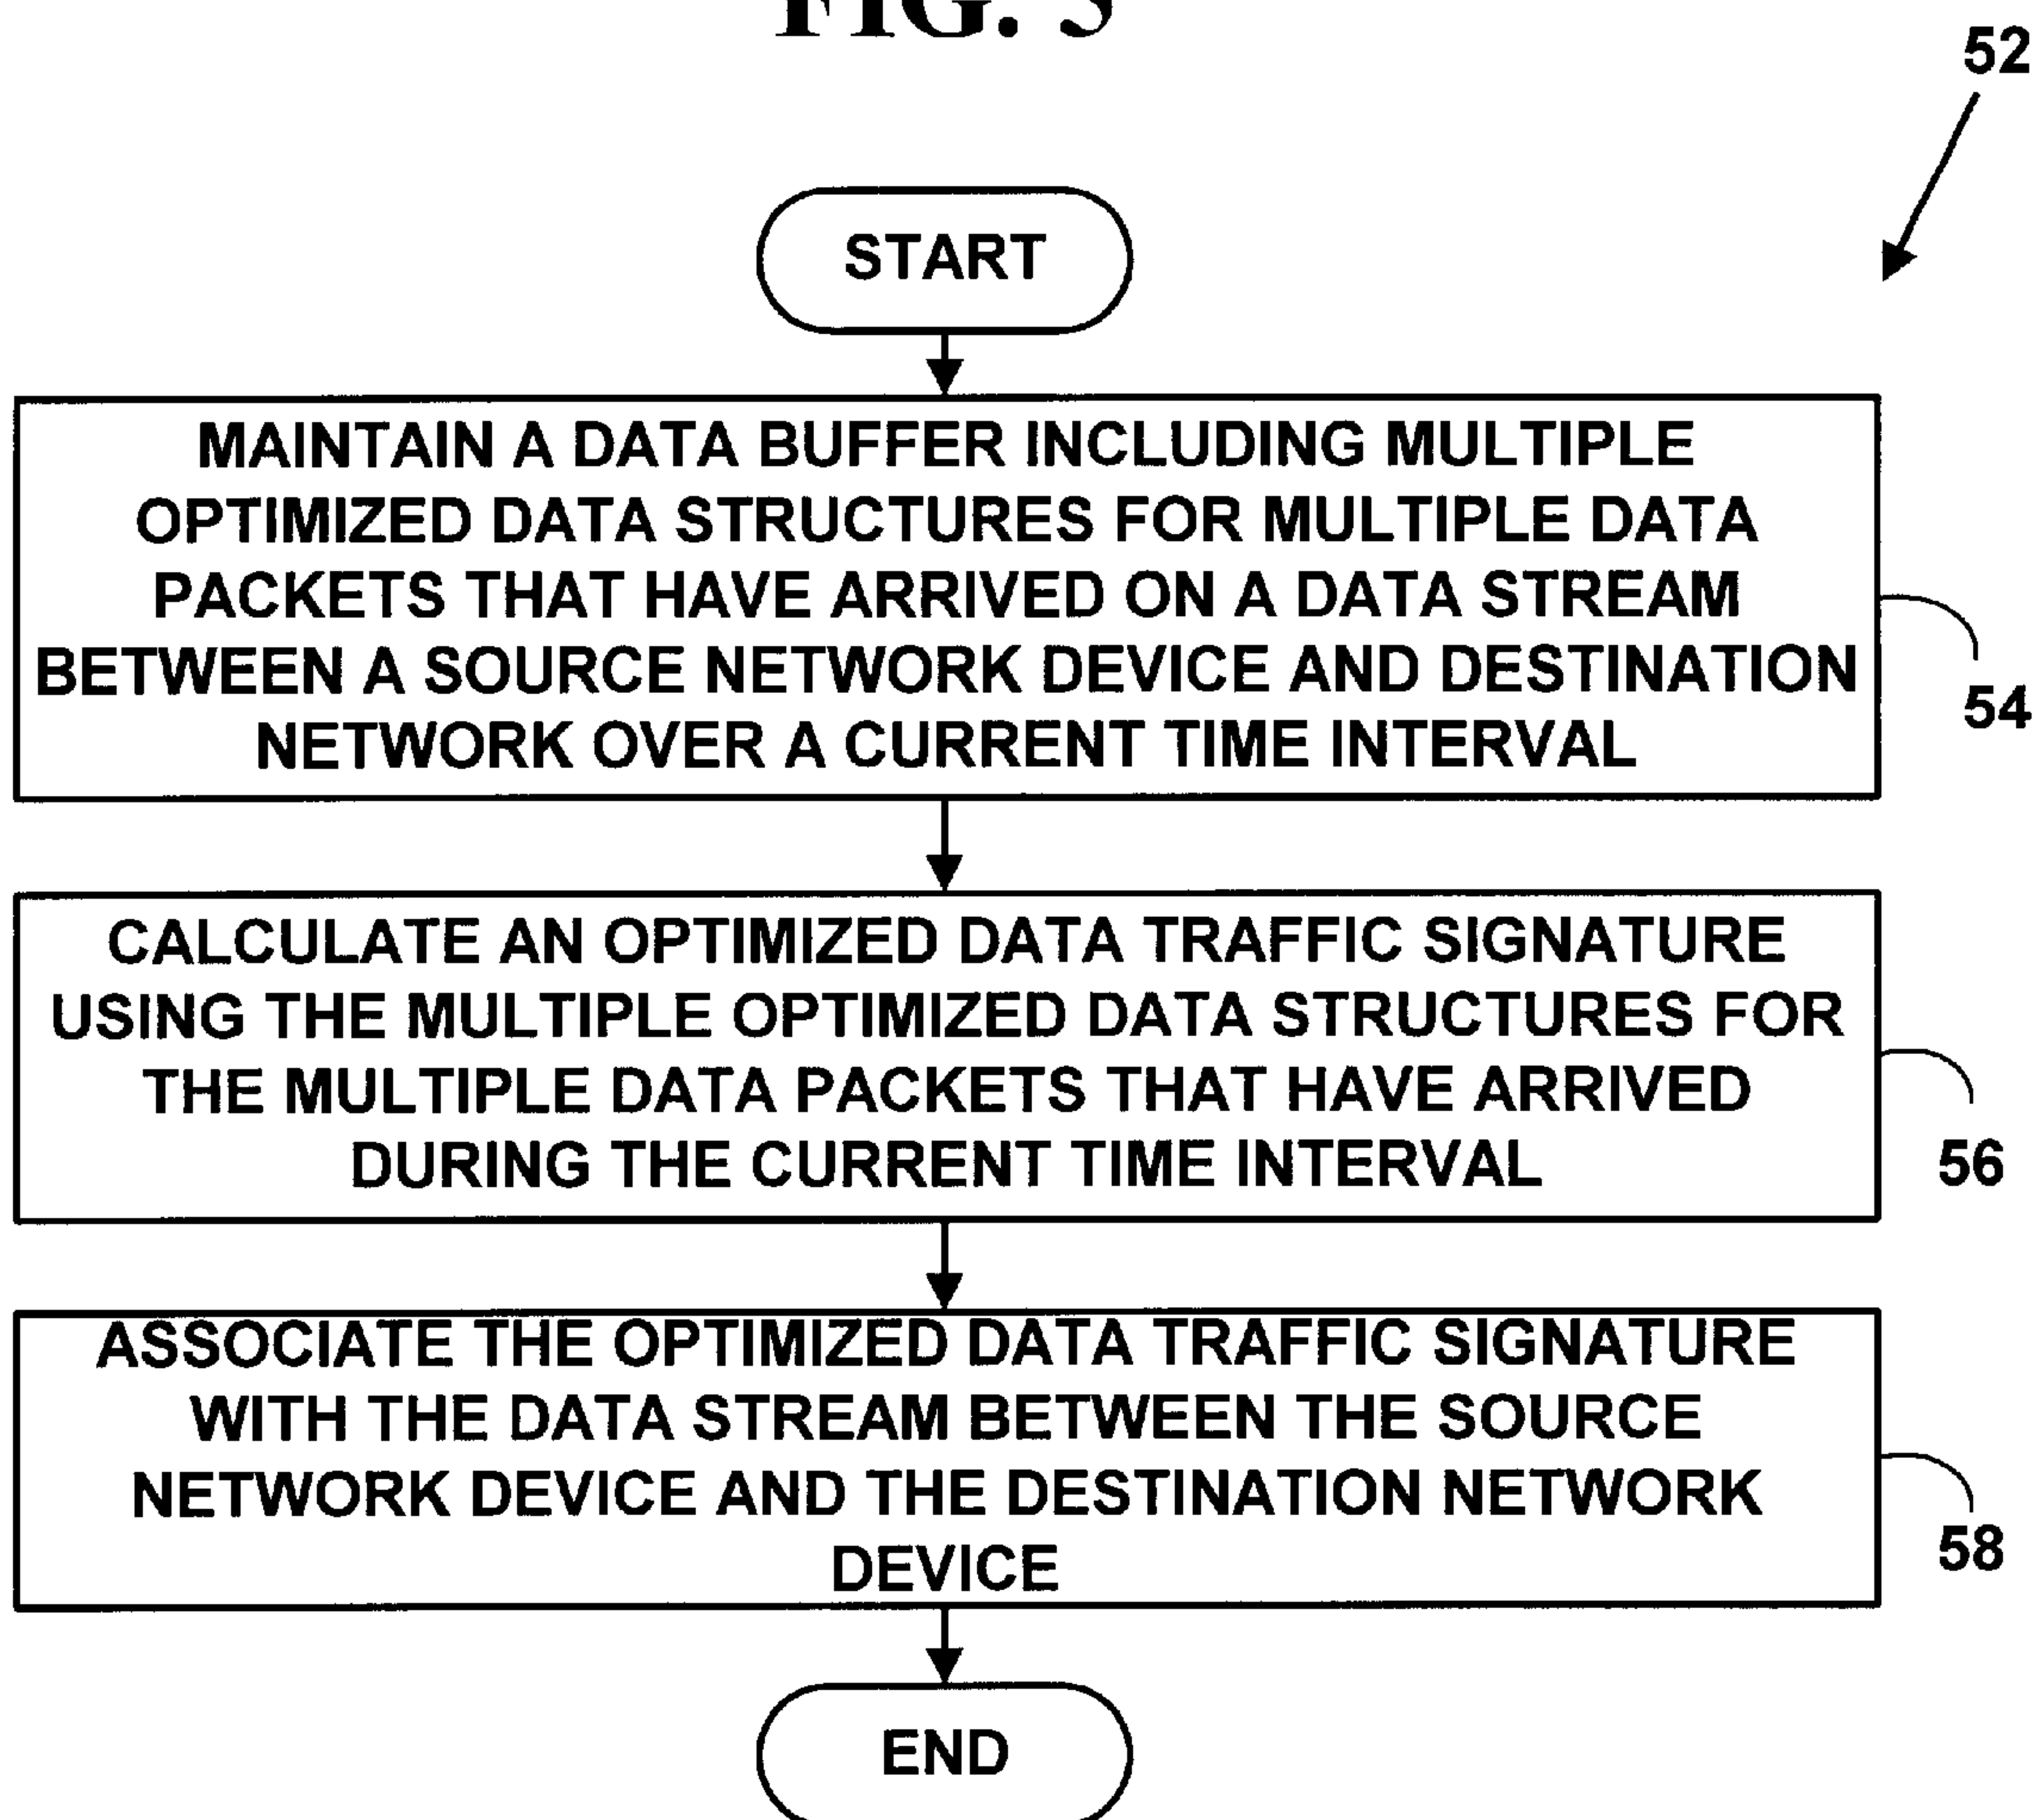 FIG. 5
52
START
MAINTAIN A DATA BUFFER INCLUDING MULTIPLE
OPTIMIZED DATA STRUCTURES FOR MULTIPLE DATA
PACKETS THAT HAVE ARRIVED ON A DATA STREAM
BETWEEN A SOURCE NETWORK DEVICE AND DESTINATION
NETWORK OVER A CURRENT TIME INTERVAL
54
CALCULATE AN OPTIMIZED DATA TRAFFIC SIGNATURE
USING THE MULTIPLE OPTIMIZED DATA STRUCTURES FOR
THE MULTIPLE DATA PACKETS THAT HAVE ARRIVED
DURING THE CURRENT TIME INTERVAL
56
ASSOCIATE THE OPTIMIZED DATA TRAFFIC SIGNATURE
WITH THE DATA STREAM BETWEEN THE SOURCE
NETWORK DEVICE AND THE DESTINATION NETWORK
DEVICE
58
END